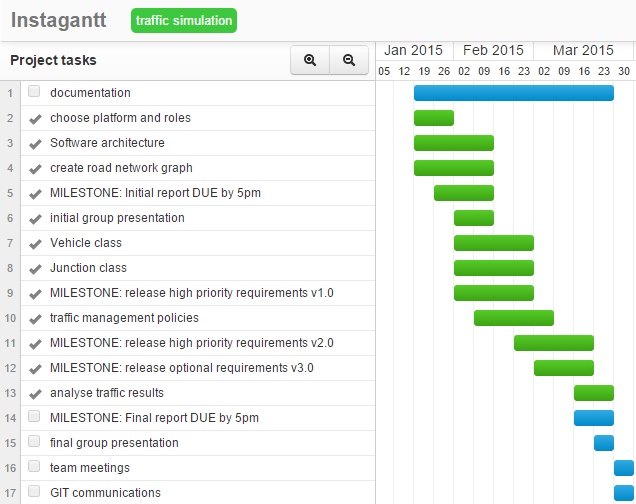 Instagantt traffic simulation
Project tasks
Jan 2015 Feb 2015 Mar 2015
05 12 19 26 02 09 16 23 02 09 16 23 30
1 documentation
2 choose platform and roles
3 Software architecture
4 create road network graph
5 MILESTONE: Initial report DUE by 5pm
6 initial group presentation
7 Vehicle class
8 Junction class
9 MILESTONE: release high priority requirements v1.0
10 traffic management policies
11 MILESTONE: release high priority requirements v2.0
12 MILESTONE: release optional requirements v3.0
13 analyse traffic results
14 MILESTONE: Final report DUE by 5pm
15 final group presentation
16 team meetings
17 GIT communications